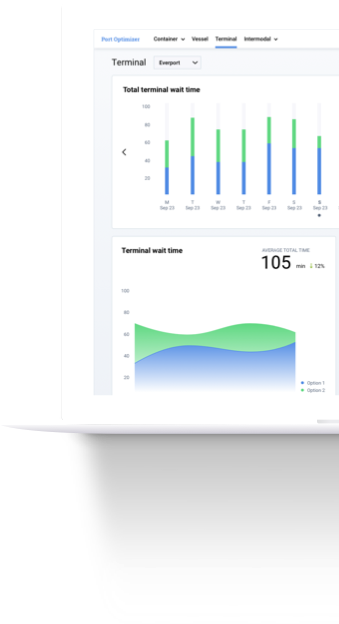 Port Optimizer Container Vessel Terminal Intermodal
Terminal Everport
Total terminal wait time
100
80
60
40
20
M T W T F S S
Sep 23 Sep 23 Sep 23 Sep 23 Sep 23 Sep 23 Sep 23
Terminal wait time
AVERAGE TOTAL TIME
105 min 12%
100
80
60
40
20
Option 1
Option 2